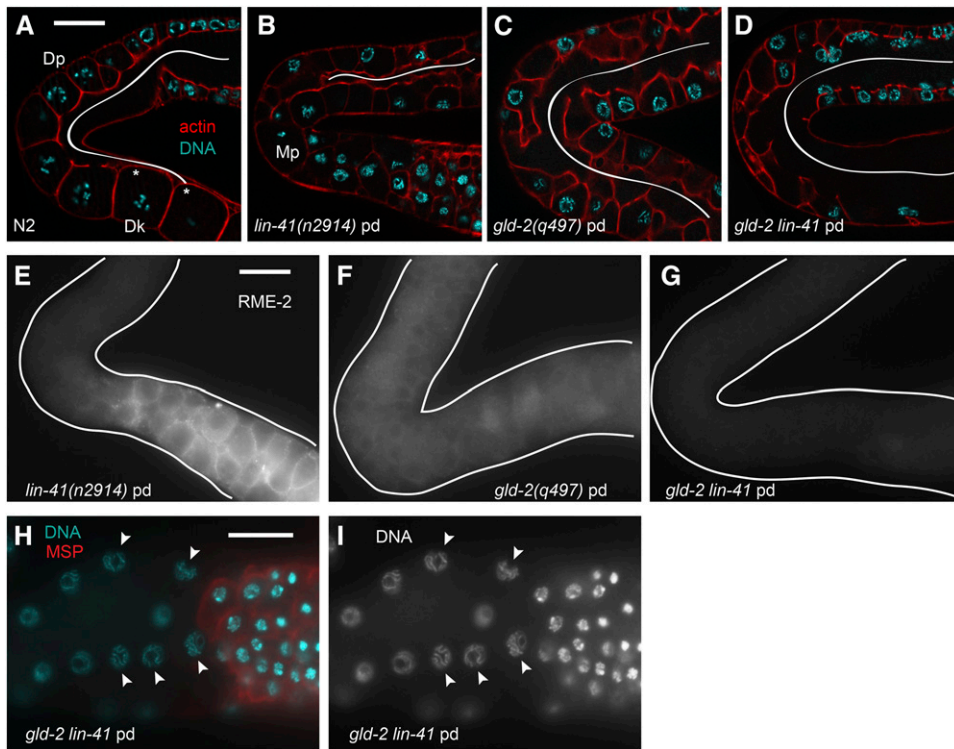 A
Dp
actin
DNA
*
*
N2
Dk
B
Mp
lin-41(n2914) pd
C
gld-2(q497) pd
D
gld-2 lin-41 pd
E
RME-2
lin-41(n2914) pd
F
gld-2(q497) pd
G
gld-2 lin-41 pd
H
DNA
MSP
gld-2 lin-41 pd
I
DNA
gld-2 lin-41 pd